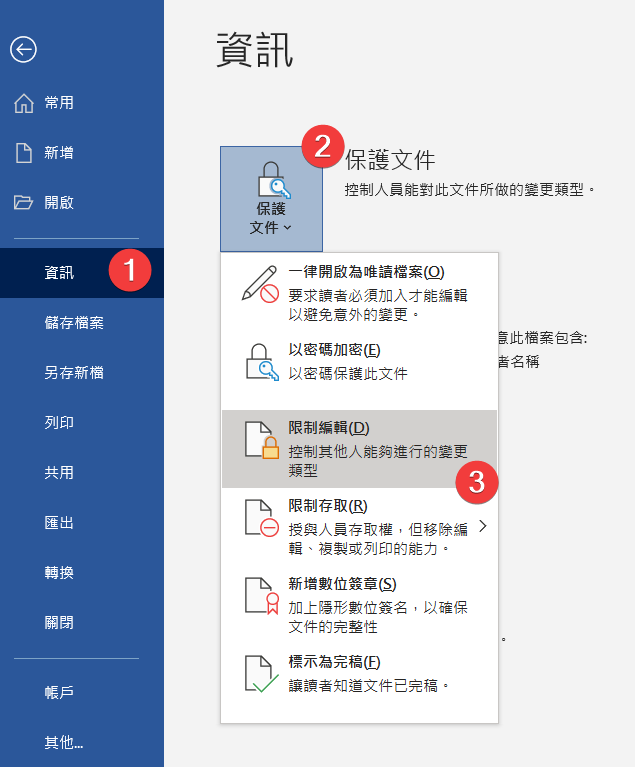 資訊
常用
新增
開啟
資訊
1
儲存檔案
另存新檔
列印
共用
匯出
轉換
關閉
帳戶
其他...
2
保護
文件
保護文件
控制人員能對此文件所做的變更類型。
一律開啟為唯讀檔案(O)
要求讀者必須加入才能編輯
以避免意外的變更。
以密碼加密(E)
以密碼保護此文件
限制編輯(D)
控制其他人能夠進行的變更
類型
3
限制存取(R)
授與人員存取權，但移除編
輯、複製或列印的能力。
新增數位簽章(S)
加上隱形數位簽名，以確保
文件的完整性
標示為完稿(F)
讓讀者知道文件已完稿。
意此檔案包含:
者名稱
。